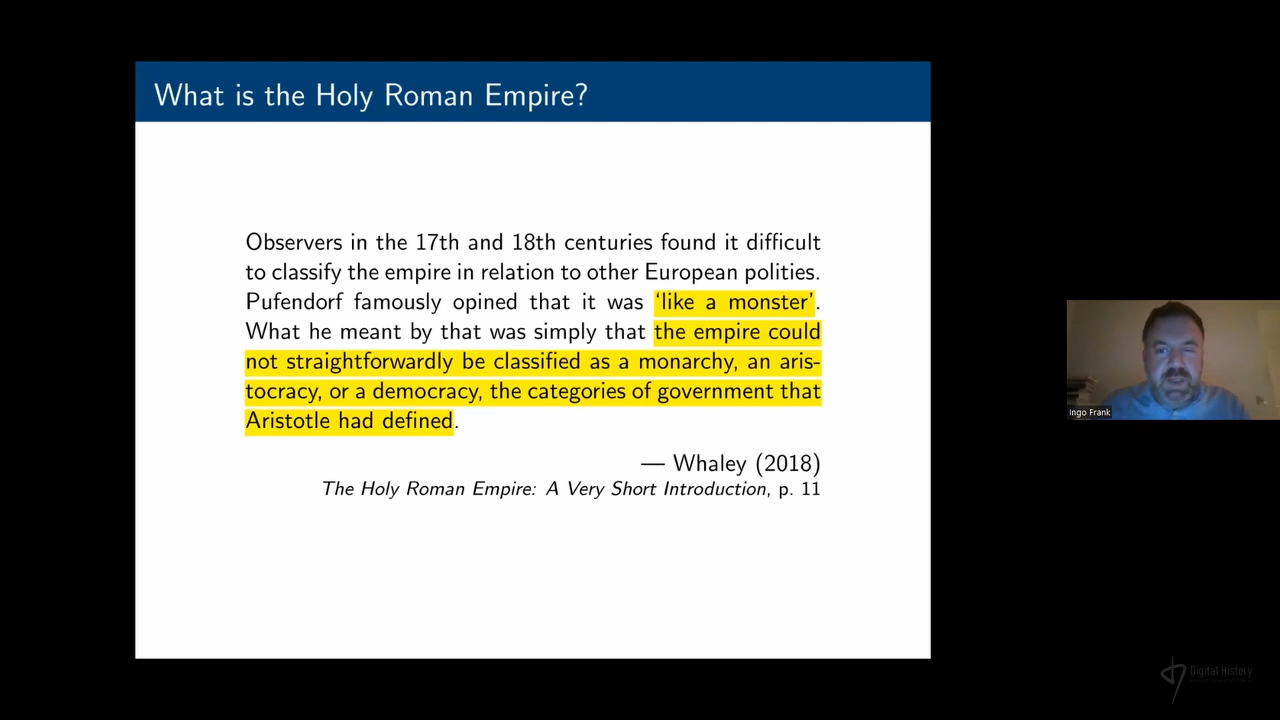 What is the Holy Roman Empire?
Observers in the 17th and 18th centuries found it difficult
to classify the empire in relation to other European polities.
Pufendorf famously opined that it was ‘like a monster’.
What he meant by that was simply that the empire could
not straightforwardly be classified as a monarchy, an aris-
tocracy, or a democracy, the categories of government that
Aristotle had defined.
— Whaley (2018)
The Holy Roman Empire: A Very Short Introduction, p. 11
Ingo Frank
Digital History